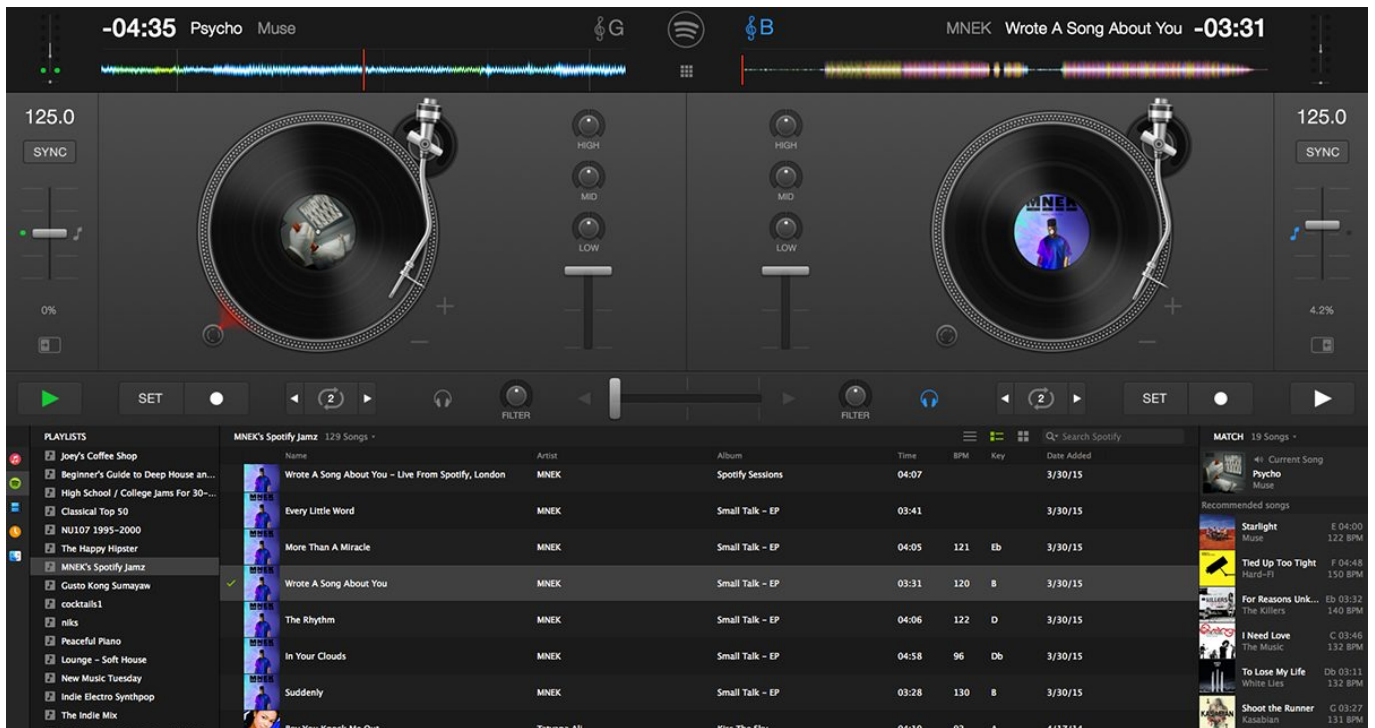 -04:35 Psycho Muse G
B MNEK Wrote A Song About You -03:31
125.0
SYNC
0%
HIGH
MID
LOW
HIGH
MID
LOW
MNEK
125.0
SYNC
4.2%
SET
2
FILTER
FILTER
2
SET
PLAYLISTS
Joey's Coffee Shop
Beginner's Guide to Deep House an...
High School / College Jams For 30-...
Classical Top 50
NU107 1995-2000
The Happy Hipster
MNEK's Spotify Jamz
Gusto Kong Sumayaw
cocktails1
niks
Peaceful Piano
Lounge - Soft House
New Music Tuesday
Indie Electro Synthpop
The Indie Mix
MNEK's Spotify Jamz 129 Songs
Search Spotify
Name Artist Album Time BPM Key Date Added
Wrote A Song About You - Live From Spotify, London MNEK Spotify Sessions 04:07 3/30/15
Every Little Word MNEK Small Talk - EP 03:41 3/30/15
More Than A Miracle MNEK Small Talk - EP 04:05 121 Eb 3/30/15
Wrote A Song About You MNEK Small Talk - EP 03:31 120 B 3/30/15
The Rhythm MNEK Small Talk - EP 04:06 122 D 3/30/15
In Your Clouds MNEK Small Talk - EP 04:58 96 Db 3/30/15
Suddenly MNEK Small Talk - EP 03:28 130 B 3/30/15
MATCH 19 Songs
Current Song
Psycho
Muse
Recommended songs
Starlight E 04:00
Muse 122 BPM
Tied Up Too Tight F 04:48
Hard-Fi 150 BPM
For Reasons Unk... Eb 03:32
The Killers 140 BPM
I Need Love C 03:46
The Music 132 BPM
To Lose My Life Db 03:11
White Lies 132 BPM
Shoot the Runner G 03:27
Kasabian 131 BPM